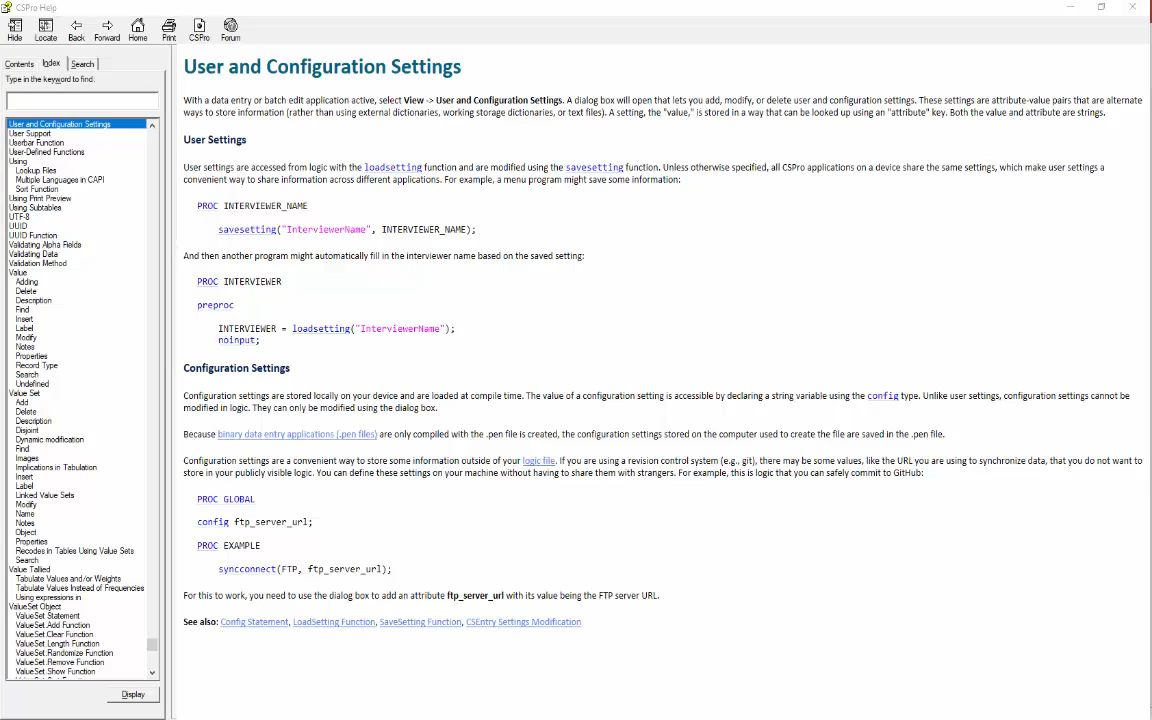 CSPro Help
Hide Locate Back Forward Home Print CSPro Forum
Contents Index Search
Type in the keyword to find:
User and Configuration Settings
User Support
Userbar Function
User-Defined Functions
Using
Lookup Files
Multiple Languages in CAPI
Sort Function
Using Print Preview
Using Subtables
UTF-8
UUID
UUID Function
Validating Alpha Fields
Validating Data
Validation Method
Value
Adding
Delete
Description
Find
Insert
Label
Modify
Notes
Properties
Record Type
Search
Undefined
Value Set
Add
Delete
Description
Disjoint
Dynamic modification
Find
Images
Implications in Tabulation
Insert
Label
Linked Value Sets
Modify
Name
Notes
Object
Properties
Recodes in Tables Using Value Sets
Search
Value Tallied
Tabulate Values and/or Weights
Tabulate Values Instead of Frequencies
Using expressions in
ValueSet Object
ValueSet Statement
ValueSet.Add Function
ValueSet.Clear Function
ValueSet.Length Function
ValueSet.Randomize Function
ValueSet.Remove Function
ValueSet.Show Function
Display
User and Configuration Settings
With a data entry or batch edit application active, select View -> User and Configuration Settings. A dialog box will open that lets you add, modify, or delete user and configuration settings. These settings are attribute-value pairs that are alternate
ways to store information (rather than using external dictionaries, working storage dictionaries, or text files). A setting, the "value," is stored in a way that can be looked up using an "attribute" key. Both the value and attribute are strings.
User Settings
User settings are accessed from logic with the loadsetting function and are modified using the savesetting function. Unless otherwise specified, all CSPro applications on a device share the same settings, which make user settings a
convenient way to share information across different applications. For example, a menu program might save some information:
PROC INTERVIEWER_NAME
savesetting("InterviewerName", INTERVIEWER_NAME);
And then another program might automatically fill in the interviewer name based on the saved setting:
PROC INTERVIEWER
preproc
INTERVIEWER = loadsetting("InterviewerName");
noinput;
Configuration Settings
Configuration settings are stored locally on your device and are loaded at compile time. The value of a configuration setting is accessible by declaring a string variable using the config type. Unlike user settings, configuration settings cannot be
modified in logic. They can only be modified using the dialog box.
Because binary data entry applications (.pen files) are only compiled with the .pen file is created, the configuration settings stored on the computer used to create the file are saved in the .pen file.
Configuration settings are a convenient way to store some information outside of your logic file. If you are using a revision control system (e.g., git), there may be some values, like the URL you are using to synchronize data, that you do not want to
store in your publicly visible logic. You can define these settings on your machine without having to share them with strangers. For example, this is logic that you can safely commit to GitHub:
PROC GLOBAL
config ftp_server_url;
PROC EXAMPLE
syncconnect(FTP, ftp_server_url);
For this to work, you need to use the dialog box to add an attribute ftp_server_url with its value being the FTP server URL.
See also: Config Statement, LoadSetting Function, SaveSetting Function, CSEntry Settings Modification